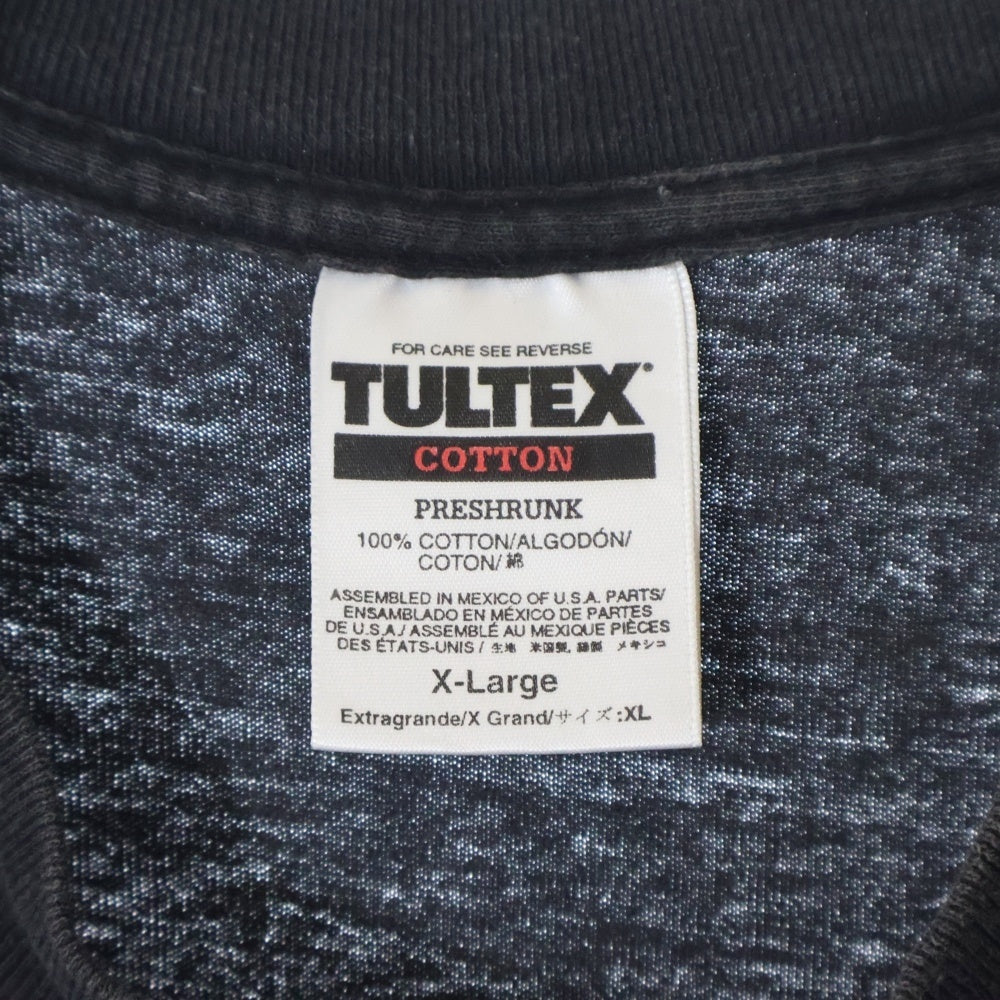 FOR CARE SEE REVERSE
TULTEX®
COTTON
PRESHRUNK
100% COTTON/ALGODÓN/
COTON/綿
ASSEMBLED IN MEXICO OF U.S.A. PARTS/
ENSAMBLADO EN MÉXICO DE PARTES
DE U.S.A./ASSEMBLÉ AU MEXIQUE PIÈCES
DES ÉTATS-UNIS/生地 米国製, 縫製 メキシコ
X-Large
Extragrande/X Grand/サイズ:XL